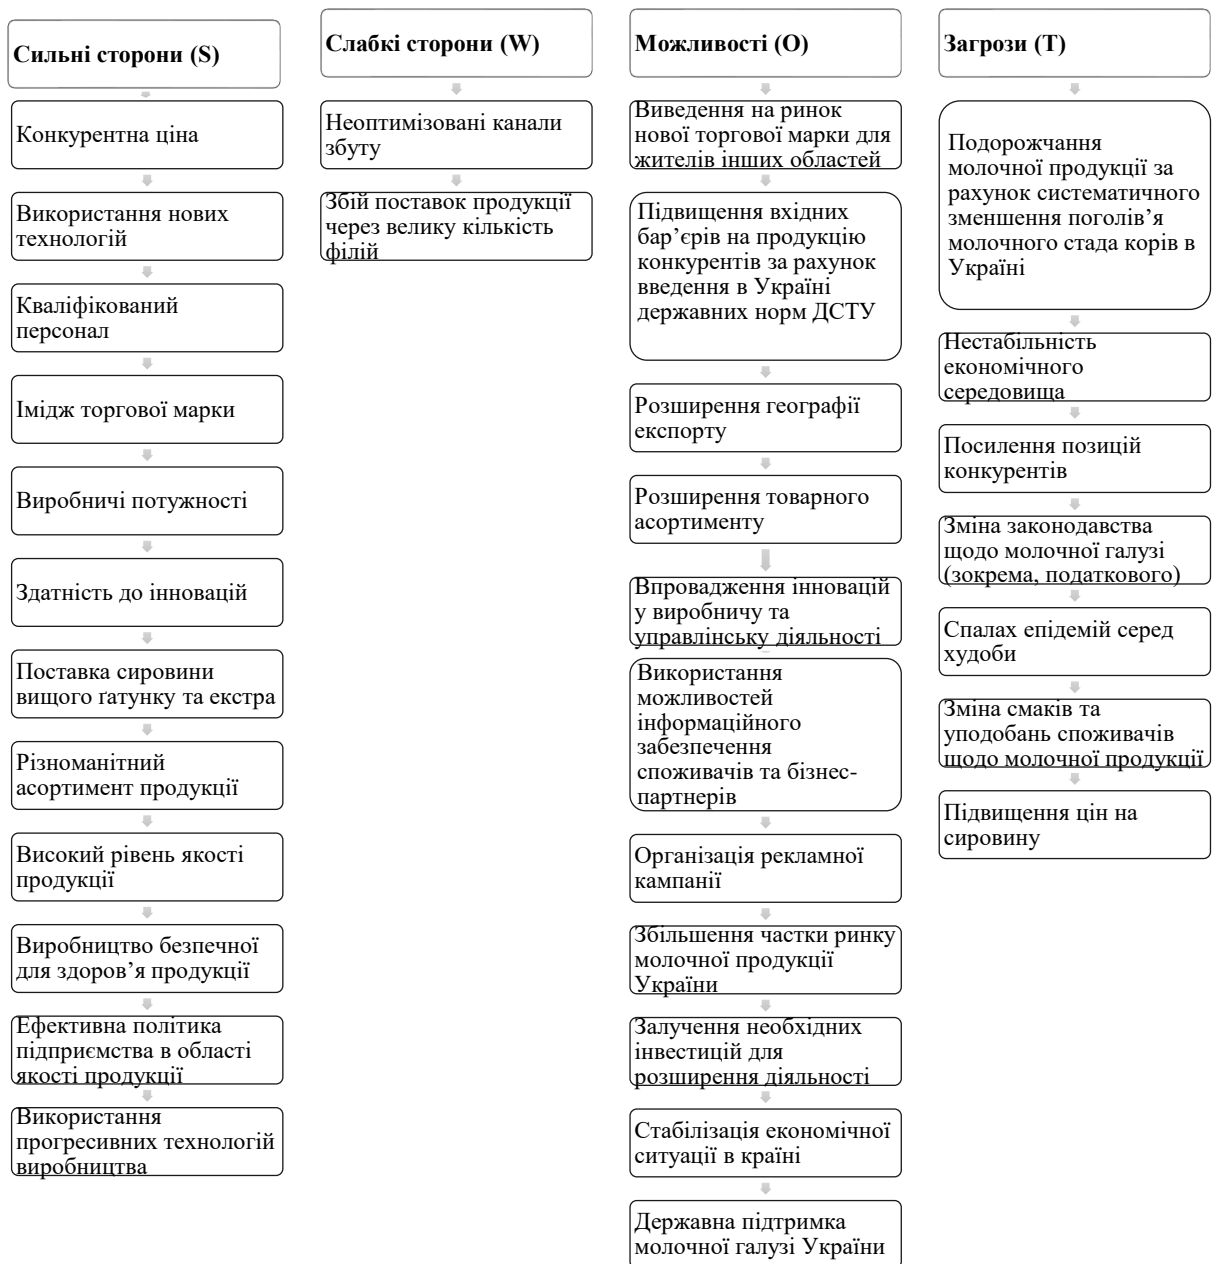 Сильні сторони (S)
Конкурентна ціна
Використання нових
технологій
Кваліфікований
персонал
Імідж торгової марки
Виробничі потужності
Здатність до інновацій
Поставка сировини
вищого ґатунку та екстра
Різноманітний
асортимент продукції
Високий рівень якості
продукції
Виробництво безпечної
для здоров’я продукції
Ефективна політика
підприємства в області
якості продукції
Використання
прогресивних технологій
виробництва
Слабкі сторони (W)
Неоптимізовані канали
збуту
Збій поставок продукції
через велику кількість
філій
Можливості (O)
Виведення на ринок
нової торгової марки для
жителів інших областей
Підвищення вхідних
бар’єрів на продукцію
конкурентів за рахунок
введення в Україні
державних норм ДСТУ
Розширення географії
експорту
Розширення товарного
асортименту
Впровадження інновацій
у виробничу та
управлінську діяльності
Використання
можливостей
інформаційного
забезпечення
споживачів та бізнес-
партнерів
Організація рекламної
кампанії
Збільшення частки ринку
молочної продукції
України
Залучення необхідних
інвестицій для
розширення діяльності
Стабілізація економічної
ситуації в країні
Державна підтримка
молочної галузі України
Загрози (T)
Подорожчання
молочної продукції за
рахунок систематичного
зменшення поголів’я
молочного стада корів в
Україні
Нестабільність
економічного
середовища
Посилення позицій
конкурентів
Зміна законодавства
щодо молочної галузі
(зокрема, податкового)
Спалах епідемій серед
худоби
Зміна смаків та
уподобань споживачів
щодо молочної продукції
Підвищення цін на
сировину